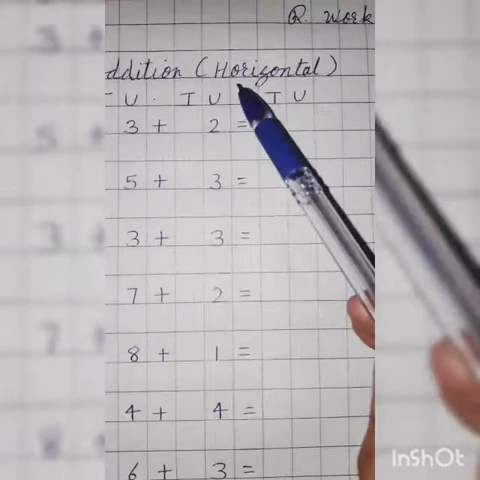 Q. Work
ddition (Horizontal)
T U . T U T U
3 + 2 =
5 + 3 =
3 + 3 =
7 + 2 =
8 + 1 =
4 + 4 =
6 + 3 =
InShOt